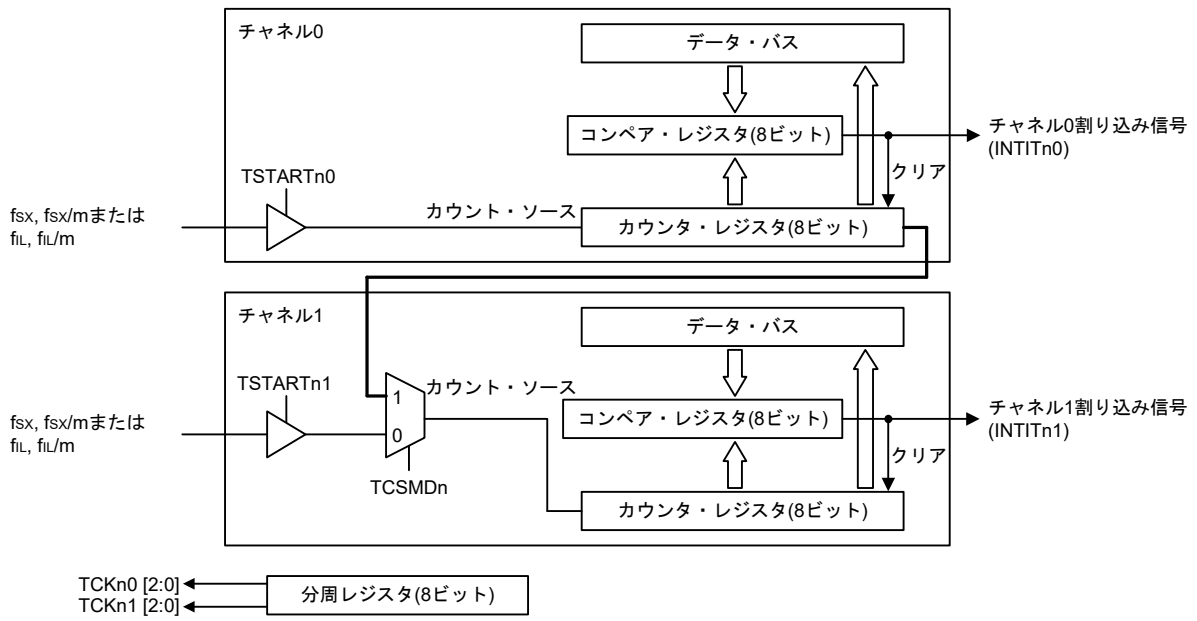 チャネル0
データ・バス
コンペア・レジスタ(8ビット)
チャネル0割り込み信号
(INTITn0)
クリア
TSTARTn0
fSX, fSX/mまたは
fIL, fIL/m
カウント・ソース
カウンタ・レジスタ(8ビット)
チャネル1
データ・バス
TSTARTn1
カウント・ソース
1
コンペア・レジスタ(8ビット)
チャネル1割り込み信号
(INTITn1)
fSX, fSX/mまたは
fIL, fIL/m
0
クリア
TCSMDn
カウンタ・レジスタ(8ビット)
TCKn0 [2:0]
TCKn1 [2:0]
分周レジスタ(8ビット)